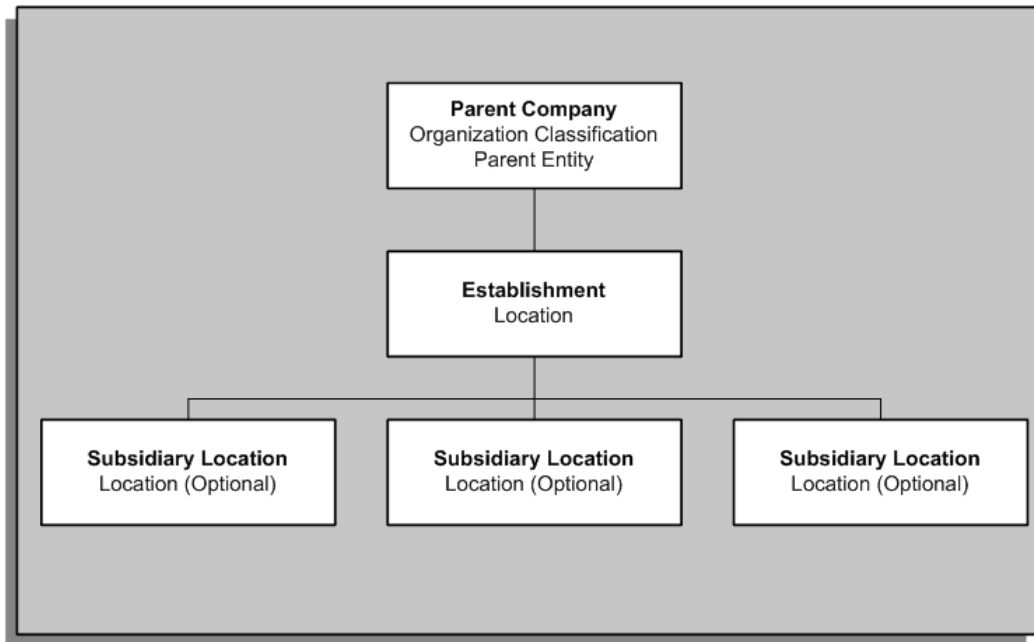 Parent Company
Organization Classification
Parent Entity
Establishment
Location
Subsidiary Location
Location (Optional)
Subsidiary Location
Location (Optional)
Subsidiary Location
Location (Optional)